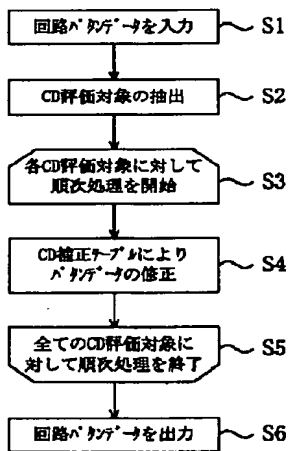 回路ﾊﾟﾀﾝﾃﾞｰﾀを入力 S1
CD評価対象の抽出 S2
各CD評価対象に対して
順次処理を開始 S3
CD補正ﾃｰﾌﾞﾙにより
ﾊﾟﾀﾝﾃﾞｰﾀの修正 S4
全てのCD評価対象に
対して順次処理を終了 S5
回路ﾊﾟﾀﾝﾃﾞｰﾀを出力 S6